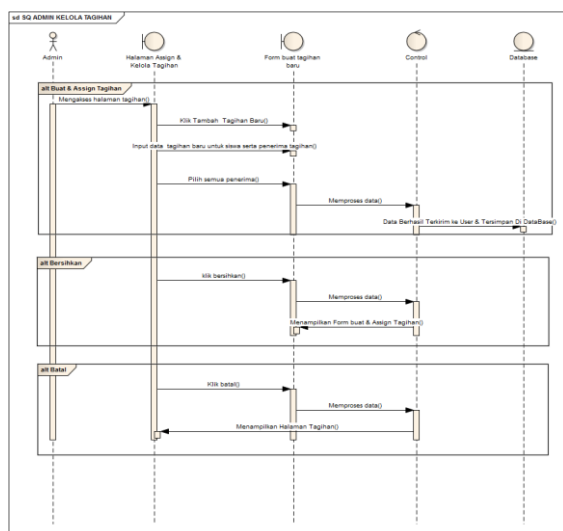 sd SQ ADMIN KELOLA TAGIHAN
Admin
Halaman Assign &
Kelola Tagihan
Form buat tagihan
baru
Control
Database
alt Buat & Assign Tagihan
Mengakses halaman tagihan()
Klik Tambah Tagihan Baru()
Input data tagihan baru untuk siswa serta penerima tagihan()
Pilih semua penerima()
Memproses data()
Data Berhasil Terkirim ke User & Tersimpan Di DataBase()
alt Bersihkan
klik bersihkan()
Memproses data()
Menampilkan Form buat & Assign Tagihan()
alt Batal
Klik batal()
Memproses data()
Menampilkan Halaman Tagihan()